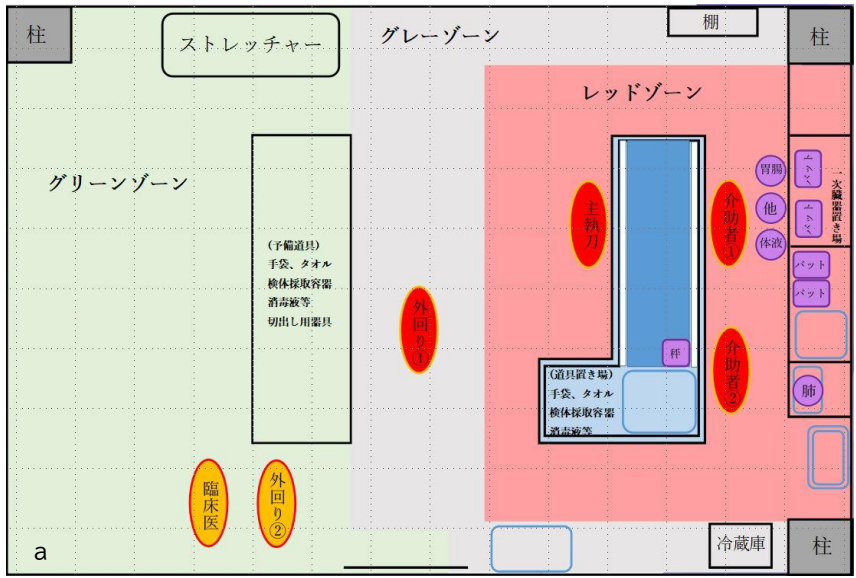 柱
ストレッチャー
グレーゾーン
棚
柱
レッドゾーン
グリーンゾーン
主執刀
介助者①
胃腸
他
体液
バット
バット
一次臓器置き場
バット
バット
(予備道具)
手袋、タオル
検体採取容器
消毒液等
切出し用器具
外回り①
秤
介助者②
(道具置き場)
手袋、タオル
検体採取容器
消毒液等
肺
臨床医
外回り②
冷蔵庫
柱
a